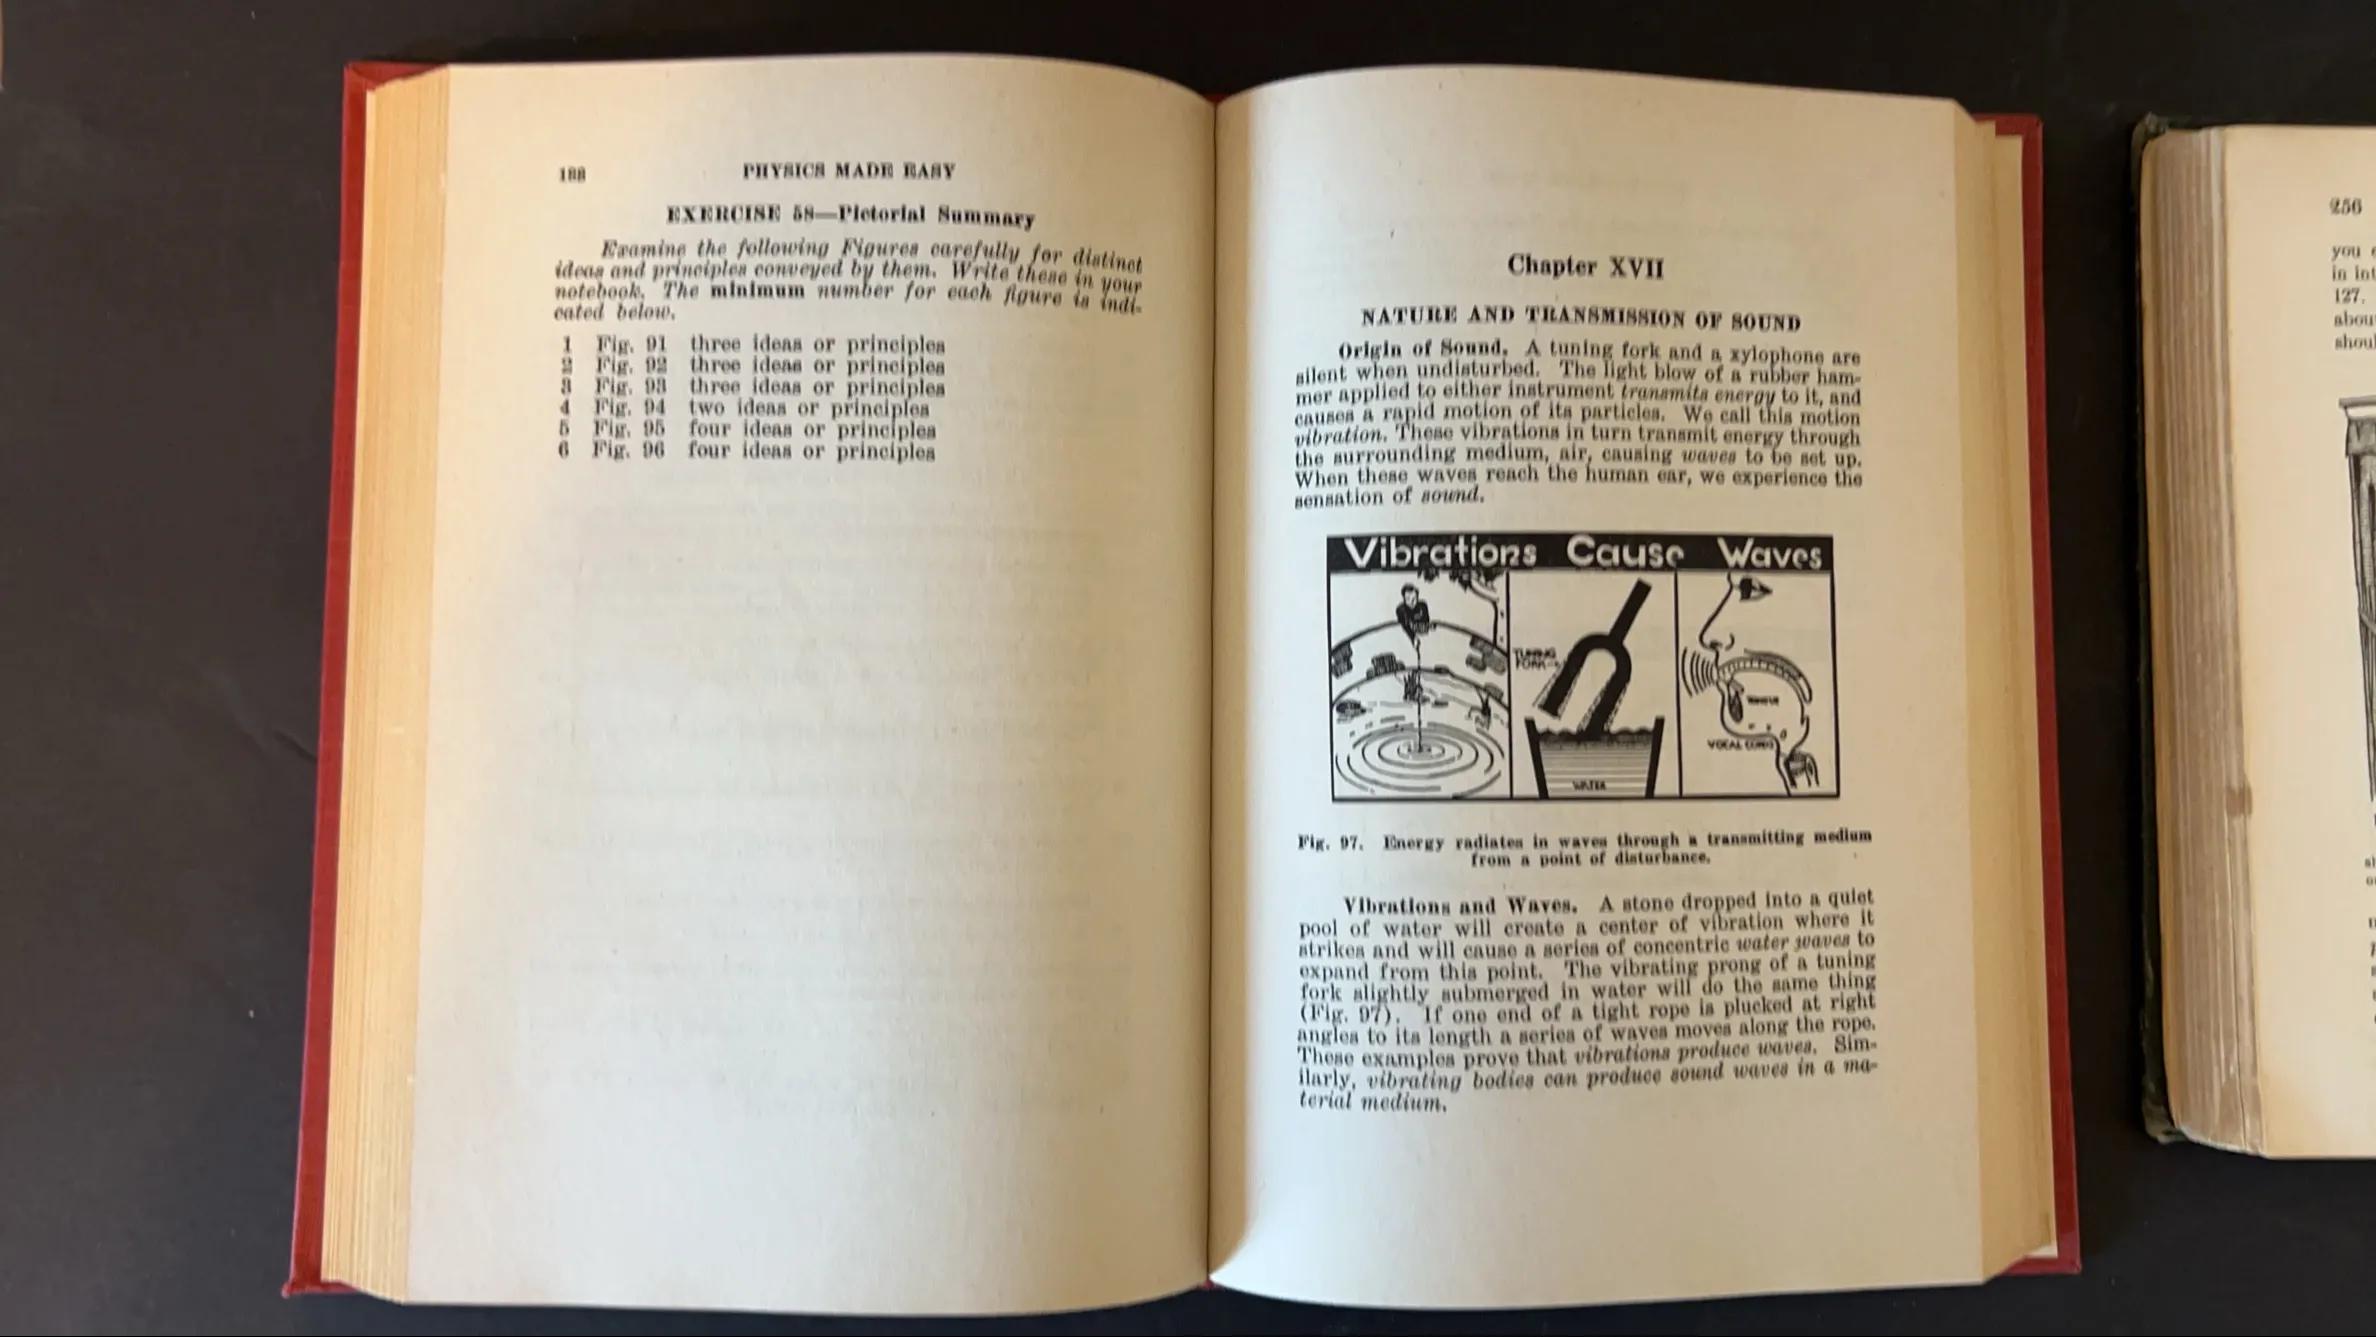 188
PHYSICS MADE EASY
EXERCISE 58—Pictorial Summary
Examine the following Figures carefully for distinct
ideas and principles conveyed by them. Write these in your
notebook. The minimum number for each figure is indi-
cated below.
1 Fig. 91 three ideas or principles
2 Fig. 92 three ideas or principles
3 Fig. 93 three ideas or principles
4 Fig. 94 two ideas or principles
5 Fig. 95 four ideas or principles
6 Fig. 96 four ideas or principles
Chapter XVII
NATURE AND TRANSMISSION OF SOUND
Origin of Sound. A tuning fork and a xylophone are
silent when undisturbed. The light blow of a rubber ham-
mer applied to either instrument transmits energy to it, and
causes a rapid motion of its particles. We call this motion
vibration. These vibrations in turn transmit energy through
the surrounding medium, air, causing waves to be set up.
When these waves reach the human ear, we experience the
sensation of sound.
Vibrations Cause Waves
TUNING
FORK
WATER
TONGUE
VOCAL CORDS
Fig. 97. Energy radiates in waves through a transmitting medium
from a point of disturbance.
Vibrations and Waves. A stone dropped into a quiet
pool of water will create a center of vibration where it
strikes and will cause a series of concentric water waves to
expand from this point. The vibrating prong of a tuning
fork slightly submerged in water will do the same thing
(Fig. 97). If one end of a tight rope is plucked at right
angles to its length a series of waves moves along the rope.
These examples prove that vibrations produce waves. Sim-
ilarly, vibrating bodies can produce sound waves in a ma-
terial medium.
256
you
in
127.